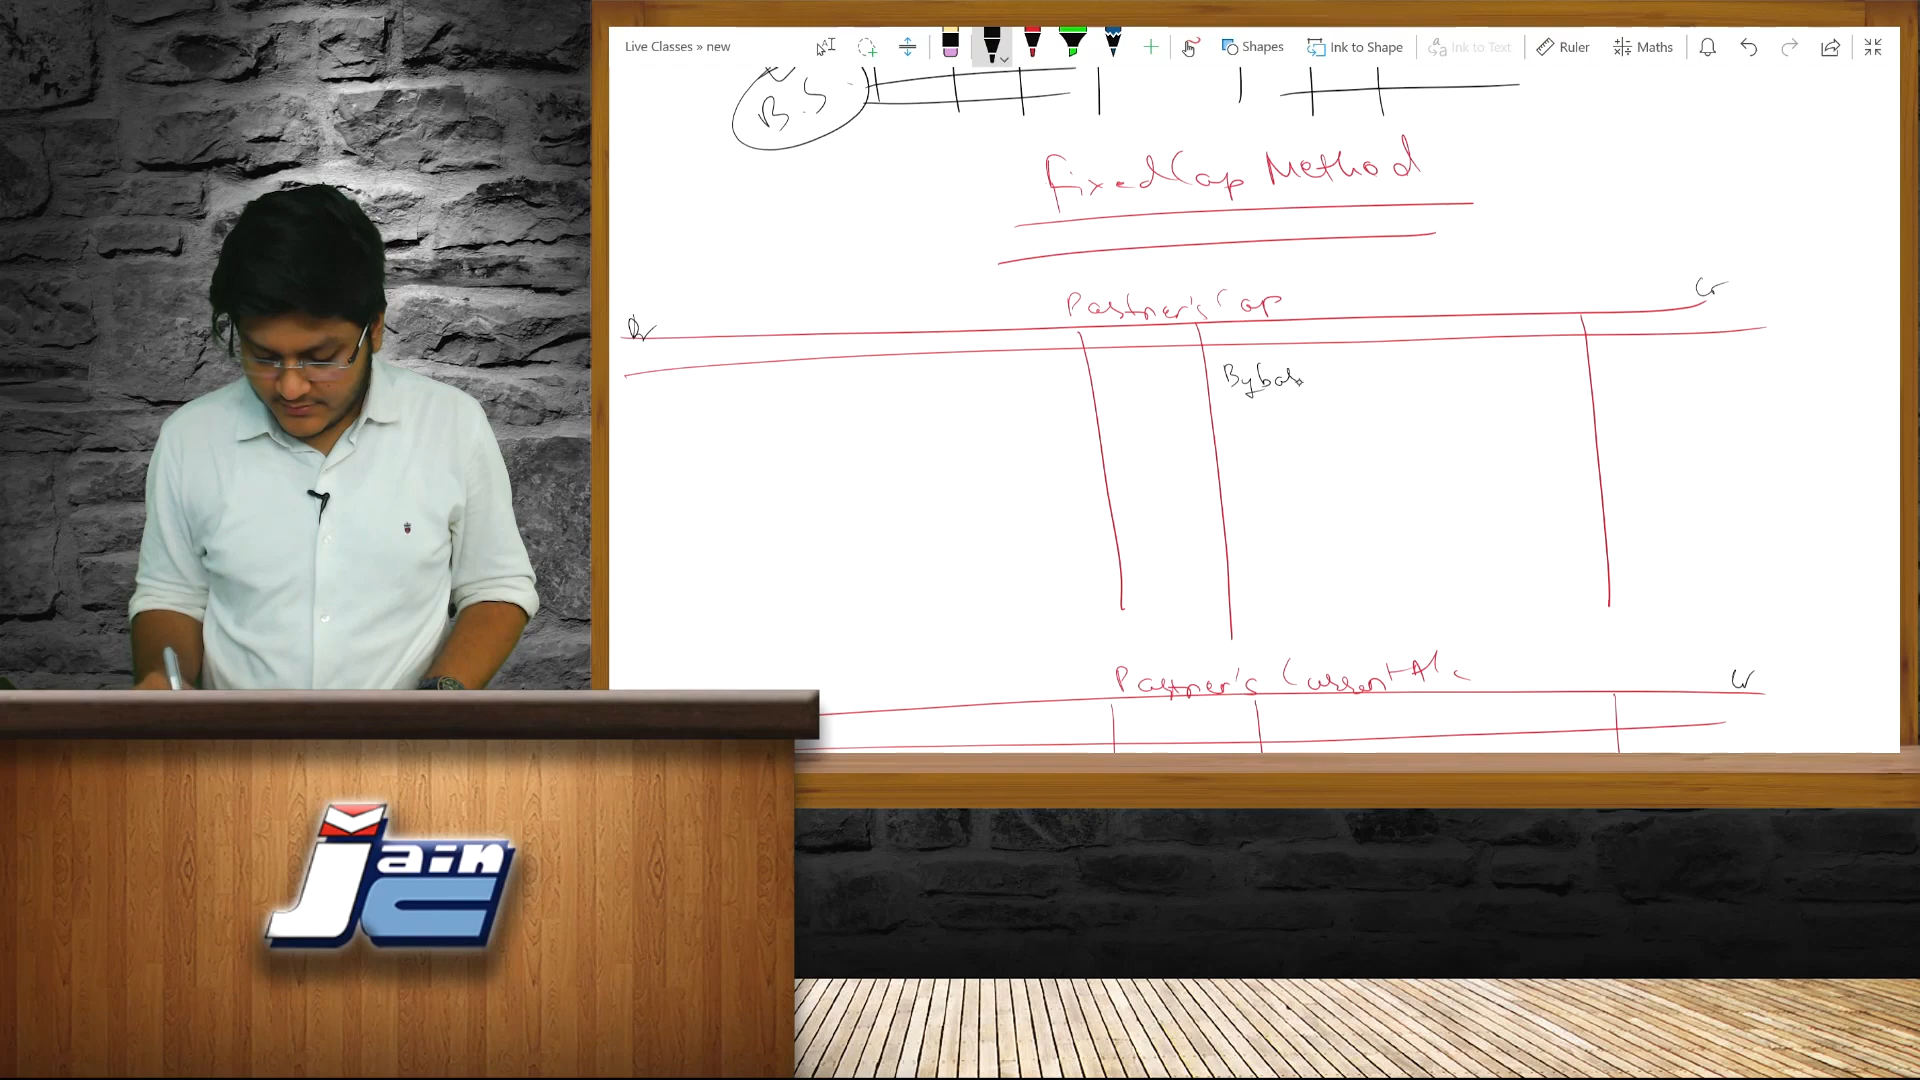 Live Classes » new Shapes Ink to Shape Ink to Text Ruler Maths
B.S
Fixed Cap Method
Partner's Cap
Dr Cr
By bal
Partner's Current A/c
Cr
Jain
C